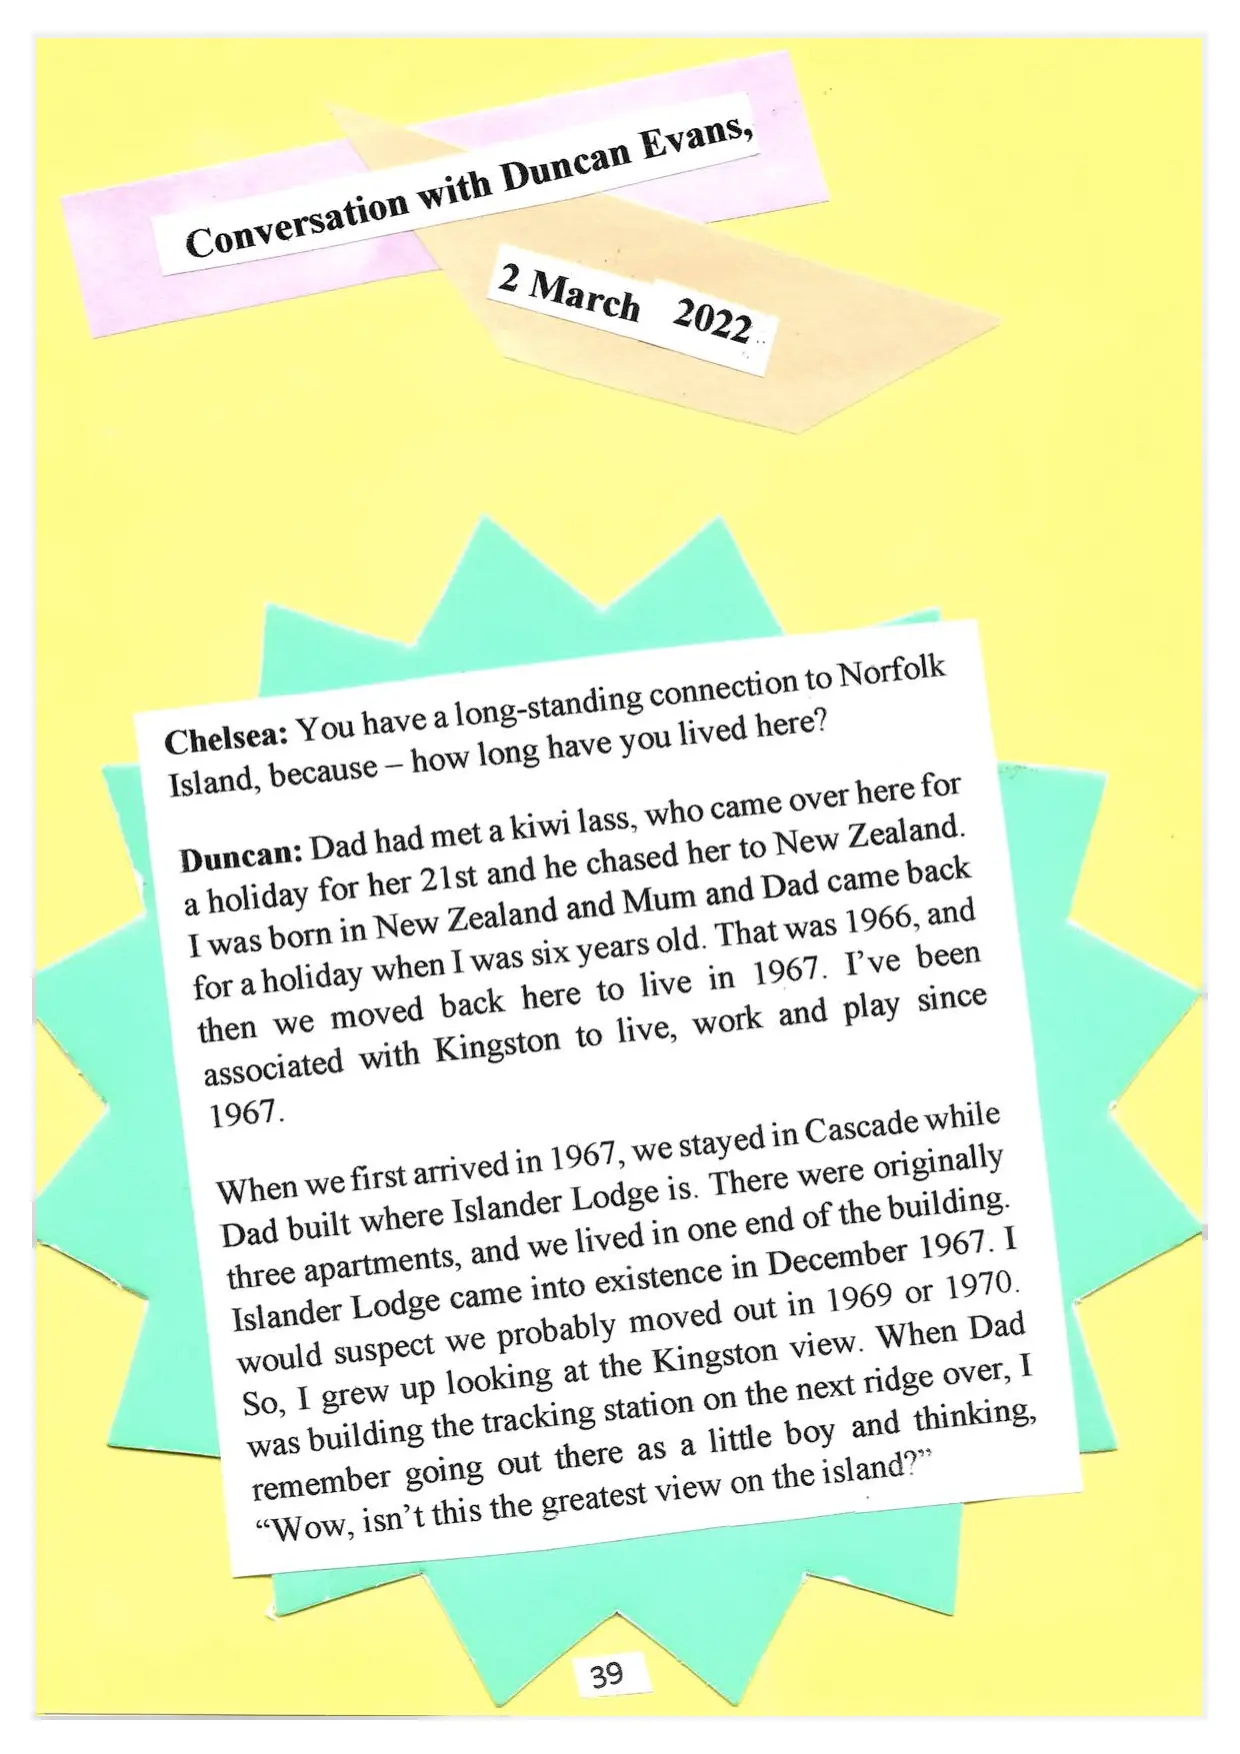 Conversation with Duncan Evans,
2 March 2022
Chelsea: You have a long-standing connection to Norfolk
Island, because – how long have you lived here?
Duncan: Dad had met a kiwi lass, who came over here for
a holiday for her 21st and he chased her to New Zealand.
I was born in New Zealand and Mum and Dad came back
for a holiday when I was six years old. That was 1966, and
then we moved back here to live in 1967. I’ve been
associated with Kingston to live, work and play since
1967.
When we first arrived in 1967, we stayed in Cascade while
Dad built where Islander Lodge is. There were originally
three apartments, and we lived in one end of the building.
Islander Lodge came into existence in December 1967. I
would suspect we probably moved out in 1969 or 1970.
So, I grew up looking at the Kingston view. When Dad
was building the tracking station on the next ridge over, I
remember going out there as a little boy and thinking,
“Wow, isn’t this the greatest view on the island?”
39